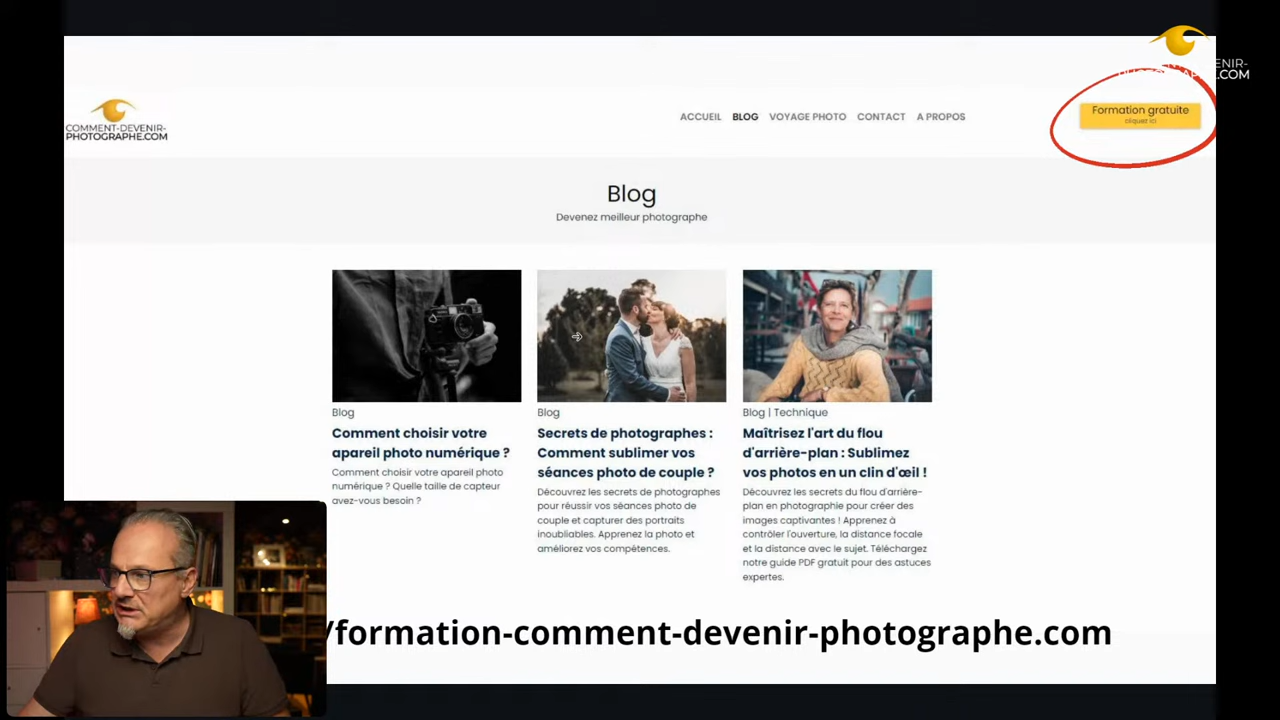 COMMENT-DEVENIR-
PHOTOGRAPHE.COM
ACCUEIL BLOG VOYAGE PHOTO CONTACT A PROPOS
Formation gratuite
cliquez ici
ENIR-
.COM
Blog
Devenez meilleur photographe
Blog
Comment choisir votre
appareil photo numérique ?
Comment choisir votre appareil photo
numérique ? Quelle taille de capteur
avez-vous besoin ?
Blog
Secrets de photographes :
Comment sublimer vos
séances photo de couple ?
Découvrez les secrets de photographes
pour réussir vos séances photo de
couple et capturer des portraits
inoubliables. Apprenez la photo et
améliorez vos compétences.
Blog | Technique
Maîtrisez l'art du flou
d'arrière-plan : Sublimez
vos photos en un clin d'œil !
Découvrez les secrets du flou d'arrière-
plan en photographie pour créer des
images captivantes ! Apprenez à
contrôler l'ouverture, la distance focale
et la distance avec le sujet. Téléchargez
notre guide PDF gratuit pour des astuces
expertes.
/formation-comment-devenir-photographe.com